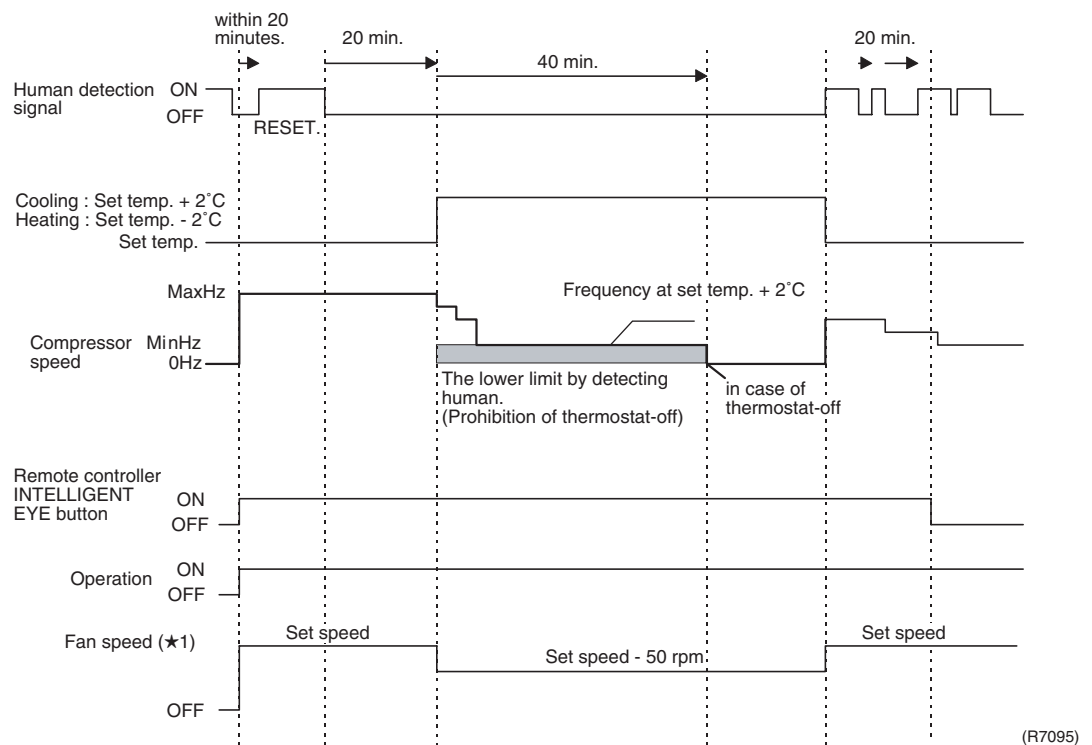 within 20
minutes.
20 min.
40 min.
20 min.
Human detection
signal
ON
OFF
RESET.
Cooling : Set temp. + 2˚C
Heating : Set temp. - 2˚C
Set temp.
MaxHz
Frequency at set temp. + 2˚C
Compressor
speed
MinHz
0Hz
The lower limit by detecting
human.
(Prohibition of thermostat-off)
in case of
thermostat-off
Remote controller
INTELLIGENT
EYE button
ON
OFF
Operation
ON
OFF
Fan speed (★1)
Set speed
Set speed - 50 rpm
Set speed
OFF
(R7095)